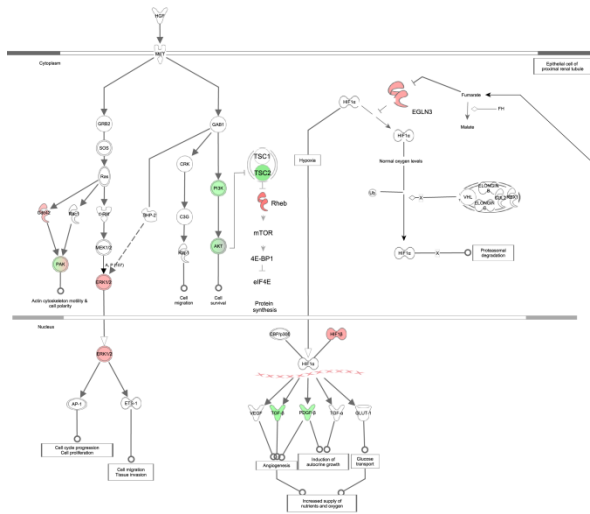 HGF
MET
Cytoplasm
Epithelial cell of
proximal renal tubule
GRB2
SOS
Ras
GAB1
CRK
C3G
Rap1
SHP-2
PI3K
AKT
TSC1
TSC2
Rheb
mTOR
4E-BP1
eIF4E
Protein
synthesis
Rac1
PAK
MEK1/2
ERK1/2
Actin cytoskeleton motility &
cell polarity
Cell
migration
Cell
survival
HIF1α
EGLN3
Fumarate
FH
Malate
HIF1α
Hypoxia
Normal oxygen levels
Ub
VHL
HIF1α
Proteasomal
degradation
Nucleus
ERK1/2
AP-1
ETS-1
Cell cycle progression
Cell proliferation
Cell migration
Tissue invasion
HIF1α
VEGF
TGF-β
PDGF-β
TGF-α
GLUT-1
Angiogenesis
Induction of
autocrine growth
Glucose
transport
Increased supply of
nutrients and oxygen